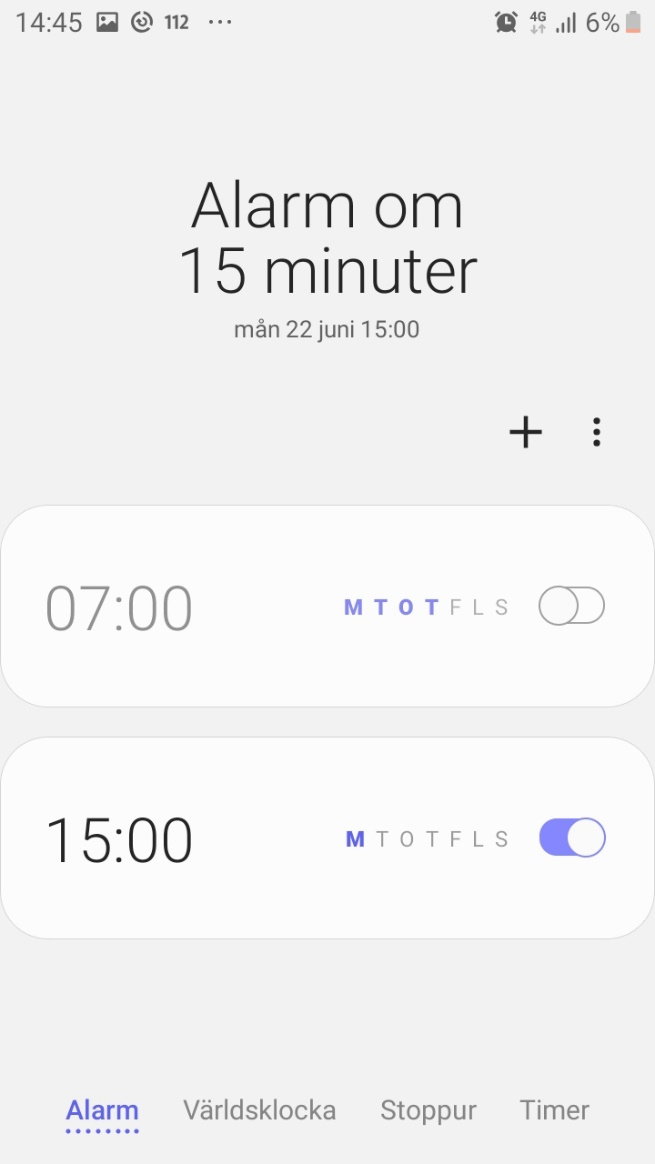 14:45 112 ... 4G 6%
Alarm om
15 minuter
mån 22 juni 15:00
07:00 M T O T F L S
15:00 M T O T F L S
Alarm Världsklocka Stoppur Timer